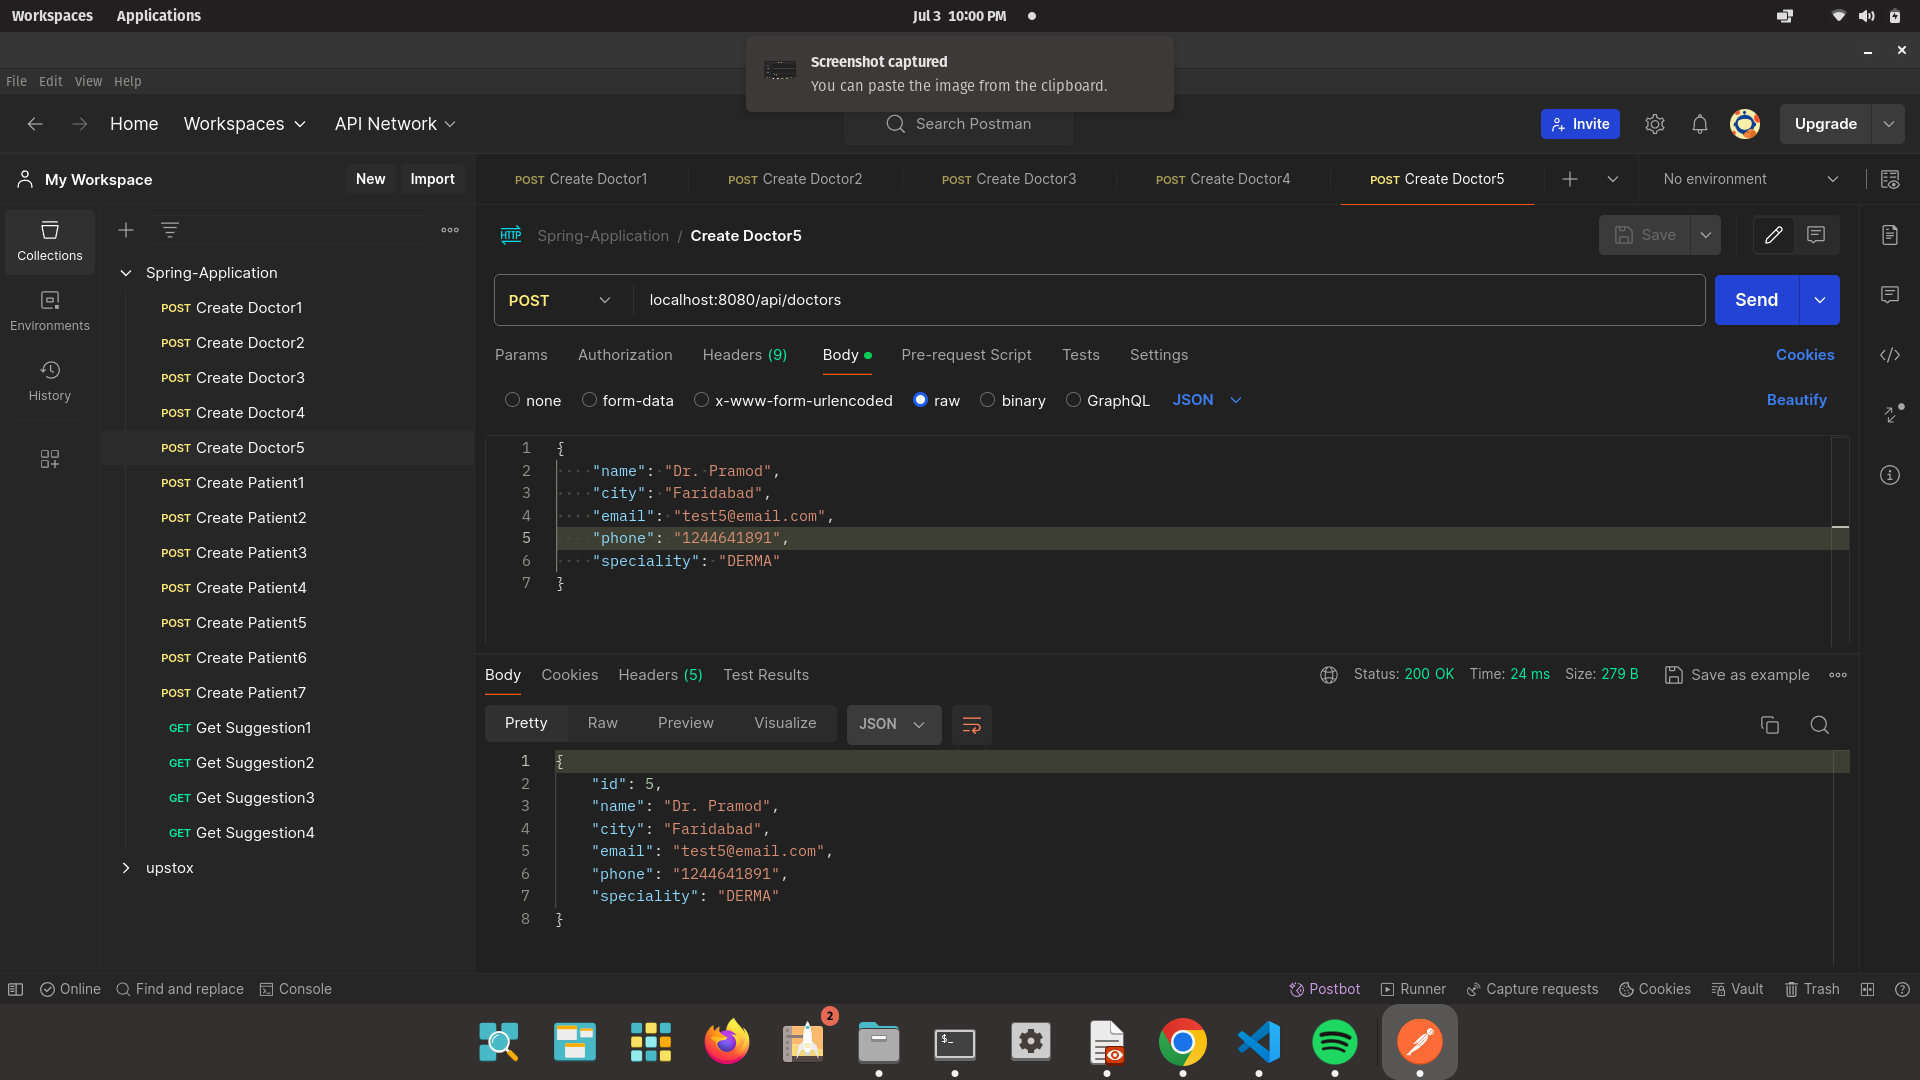 Workspaces Applications Jul 3 10:00 PM
Screenshot captured
You can paste the image from the clipboard.
File Edit View Help
Home Workspaces API Network Search Postman Invite Upgrade
My Workspace New Import
POST Create Doctor1 POST Create Doctor2 POST Create Doctor3 POST Create Doctor4 POST Create Doctor5 No environment
Collections
Environments
History
Spring-Application
POST Create Doctor1
POST Create Doctor2
POST Create Doctor3
POST Create Doctor4
POST Create Doctor5
POST Create Patient1
POST Create Patient2
POST Create Patient3
POST Create Patient4
POST Create Patient5
POST Create Patient6
POST Create Patient7
GET Get Suggestion1
GET Get Suggestion2
GET Get Suggestion3
GET Get Suggestion4
upstox
HTTP Spring-Application / Create Doctor5 Save
POST localhost:8080/api/doctors Send
Params Authorization Headers (9) Body Pre-request Script Tests Settings Cookies
none form-data x-www-form-urlencoded raw binary GraphQL JSON Beautify
1 {
2 "name": "Dr. Pramod",
3 "city": "Faridabad",
4 "email": "test5@email.com",
5 "phone": "1244641891",
6 "speciality": "DERMA"
7 }
Body Cookies Headers (5) Test Results Status: 200 OK Time: 24 ms Size: 279 B Save as example
Pretty Raw Preview Visualize JSON
1 {
2 "id": 5,
3 "name": "Dr. Pramod",
4 "city": "Faridabad",
5 "email": "test5@email.com",
6 "phone": "1244641891",
7 "speciality": "DERMA"
8 }
Online Find and replace Console Postbot Runner Capture requests Cookies Vault Trash
2
$_